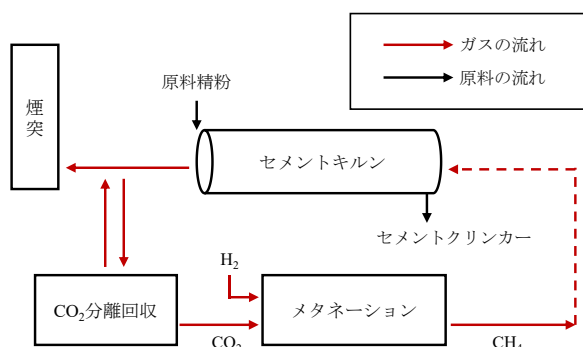 ガスの流れ
原料の流れ
煙突
原料精粉
セメントキルン
セメントクリンカー
H₂
CO₂分離回収
メタネーション
CO₂
CH₄